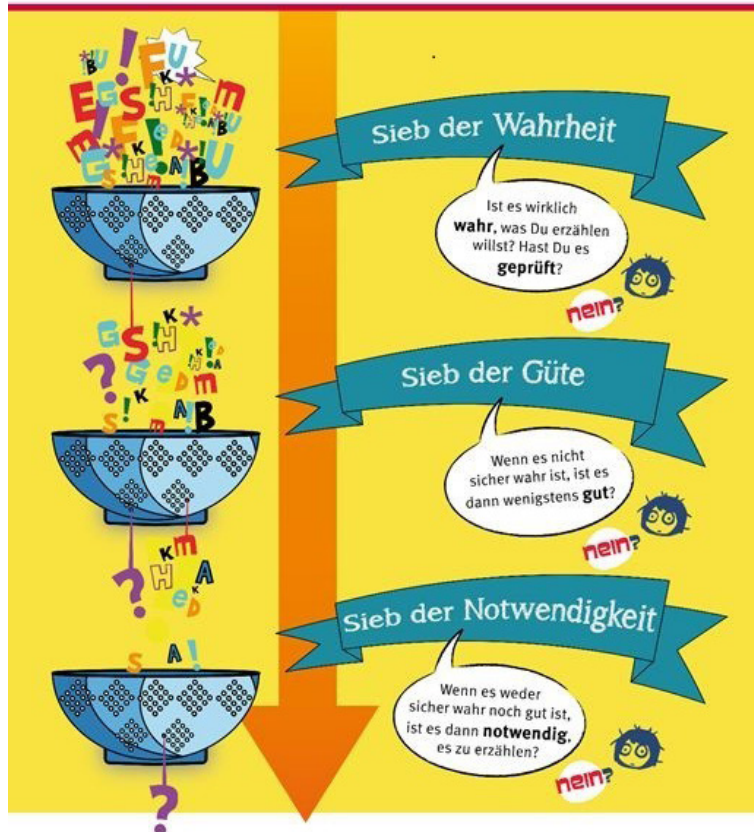 Sieb der Wahrheit
Ist es wirklich
wahr, was Du erzählen
willst? Hast Du es
geprüft?
nein?
Sieb der Güte
Wenn es nicht
sicher wahr ist, ist es
dann wenigstens gut?
nein?
Sieb der Notwendigkeit
Wenn es weder
sicher wahr noch gut ist,
ist es dann notwendig,
es zu erzählen?
nein?